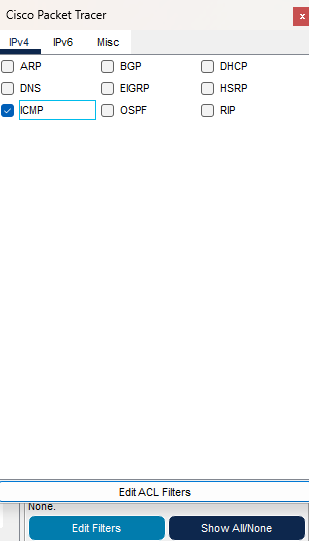 Cisco Packet Tracer
x
IPv4 IPv6 Misc
ARP BGP DHCP
DNS EIGRP HSRP
ICMP OSPF RIP
Edit ACL Filters
None.
Edit Filters Show All/None